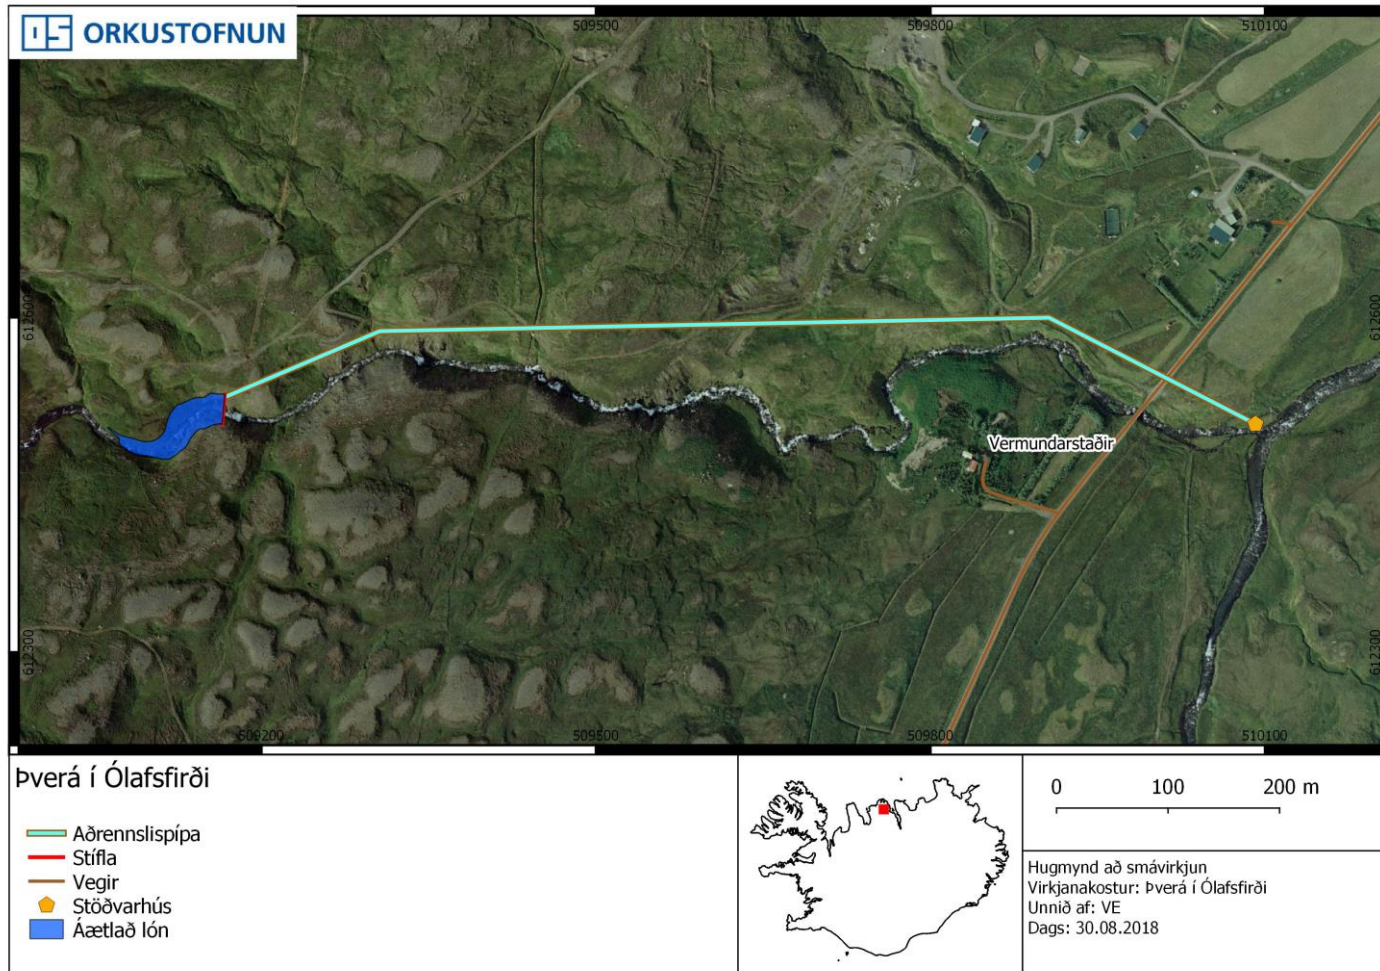 OS ORKUSTOFNUN
509500
509800
510100
612600
612600
Vermundarstaðir
612300
612300
509200
509500
509800
510100
Þverá í Ólafsfirði
Aðrennslispípa
Stífla
Vegir
Stöðvarhús
Áætlað lón
0 100 200 m
Hugmynd að smávirkjun
Virkjanakostur: Þverá í Ólafsfirði
Unnið af: VE
Dags: 30.08.2018